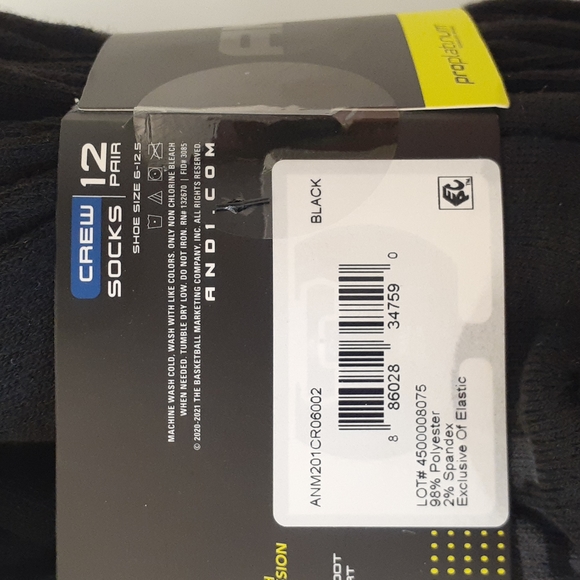 proplatinum
CREW 12
SOCKS PAIR
SHOE SIZE 6-12.5
MACHINE WASH COLD, WASH WITH LIKE COLORS. ONLY NON CHLORINE BLEACH
WHEN NEEDED. TUMBLE DRY LOW. DO NOT IRON. RN# 132670 | FID# 3085
© 2020-2021 THE BASKETBALL MARKETING COMPANY, INC. ALL RIGHTS RESERVED.
AND1.COM
ANM201CR06002 BLACK
8 86028 34759 0
LOT# 4500008075
98% Polyester
2% Spandex
Exclusive Of Elastic